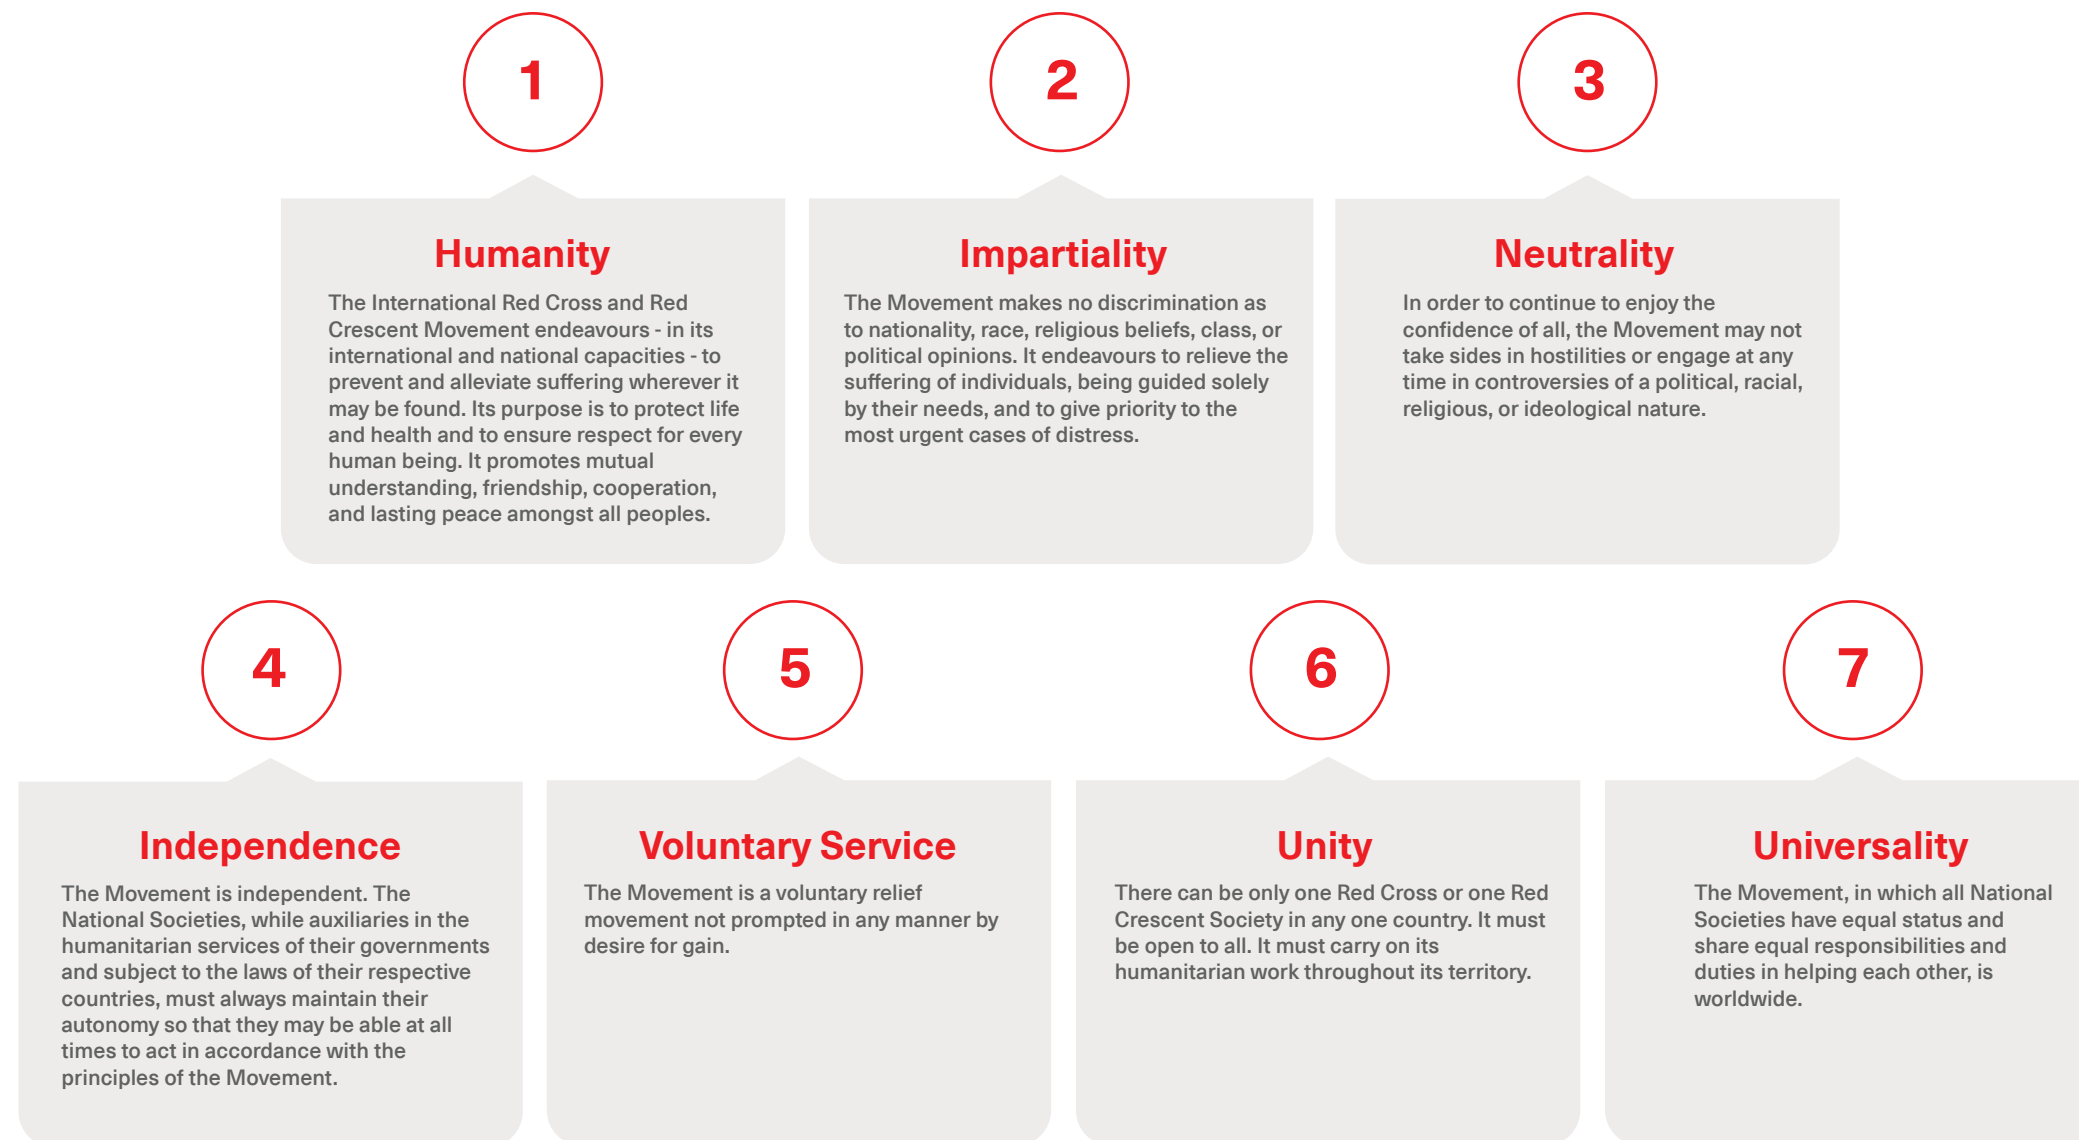 1
Humanity
The International Red Cross and Red
Crescent Movement endeavours - in its
international and national capacities - to
prevent and alleviate suffering wherever it
may be found. Its purpose is to protect life
and health and to ensure respect for every
human being. It promotes mutual
understanding, friendship, cooperation,
and lasting peace amongst all peoples.
2
Impartiality
The Movement makes no discrimination as
to nationality, race, religious beliefs, class, or
political opinions. It endeavours to relieve the
suffering of individuals, being guided solely
by their needs, and to give priority to the
most urgent cases of distress.
3
Neutrality
In order to continue to enjoy the
confidence of all, the Movement may not
take sides in hostilities or engage at any
time in controversies of a political, racial,
religious, or ideological nature.
4
Independence
The Movement is independent. The
National Societies, while auxiliaries in the
humanitarian services of their governments
and subject to the laws of their respective
countries, must always maintain their
autonomy so that they may be able at all
times to act in accordance with the
principles of the Movement.
5
Voluntary Service
The Movement is a voluntary relief
movement not prompted in any manner by
desire for gain.
6
Unity
There can be only one Red Cross or one Red
Crescent Society in any one country. It must
be open to all. It must carry on its
humanitarian work throughout its territory.
7
Universality
The Movement, in which all National
Societies have equal status and
share equal responsibilities and
duties in helping each other, is
worldwide.